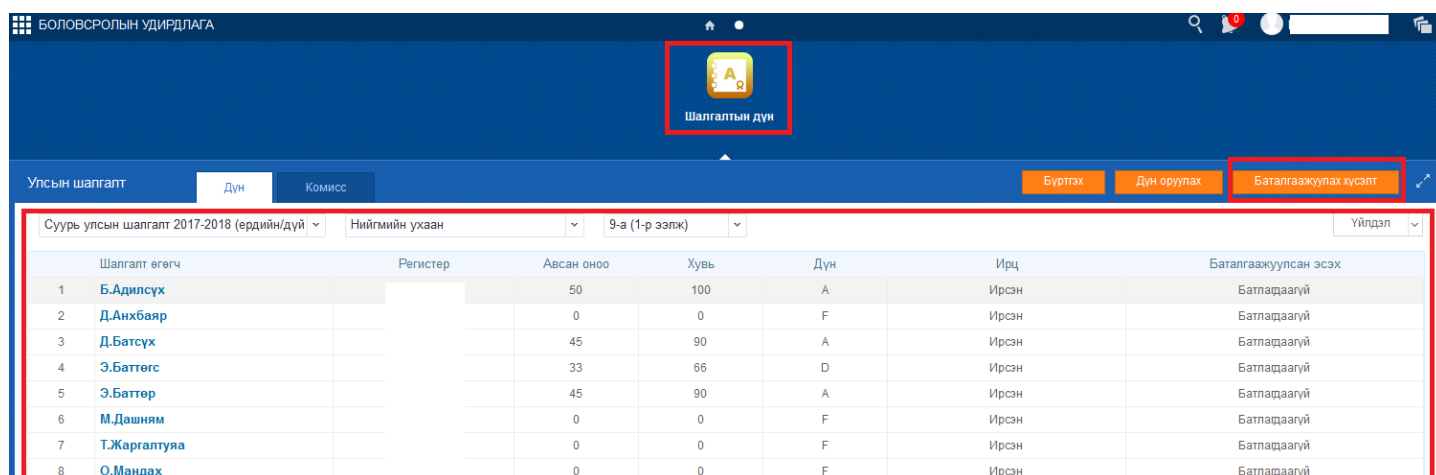 БОЛОВСРОЛЫН УДИРДЛАГА 0
A
Шалгалтын дүн
Улсын шалгалт Дүн Комисс Бүртгэх Дүн оруулах Баталгаажуулах хүсэлт
Суурь улсын шалгалт 2017-2018 (ердийн/дүй Нийгмийн ухаан 9-а (1-р ээлж) Үйлдэл
Шалгалт өгөгч Регистер Авсан оноо Хувь Дүн Ирц Баталгаажуулсан эсэх
1 Б.Адилсүх 50 100 A Ирсэн Батлагдаагүй
2 Д.Анхбаяр 0 0 F Ирсэн Батлагдаагүй
3 Д.Батсүх 45 90 A Ирсэн Батлагдаагүй
4 Э.Баттөгс 33 66 D Ирсэн Батлагдаагүй
5 Э.Баттөр 45 90 A Ирсэн Батлагдаагүй
6 М.Дашням 0 0 F Ирсэн Батлагдаагүй
7 Т.Жаргалтуяа 0 0 F Ирсэн Батлагдаагүй
8 О.Мандах 0 0 F Ирсэн Батлагдаагүй